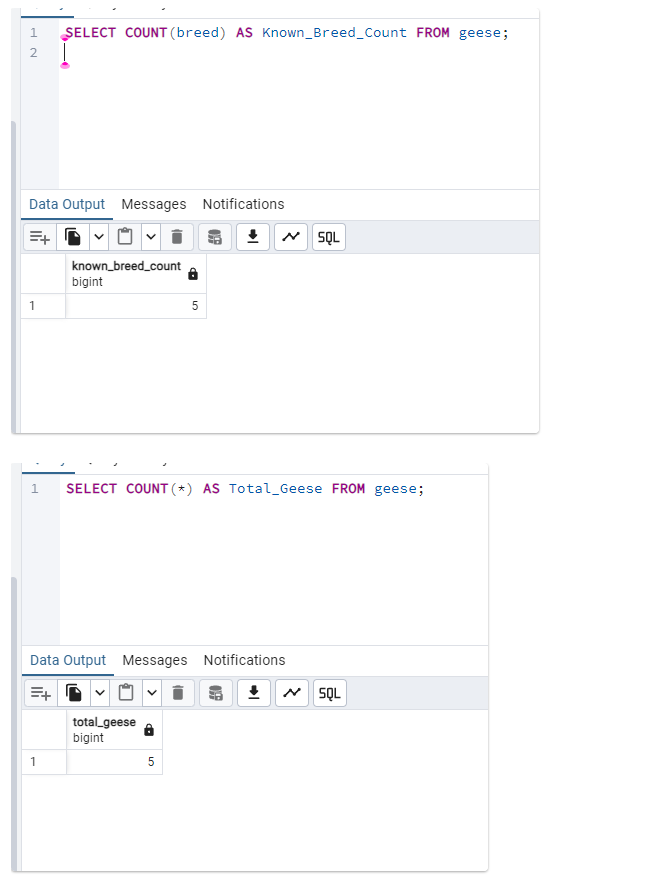 1 SELECT COUNT(breed) AS Known_Breed_Count FROM geese;
2
Data Output Messages Notifications
SQL
known_breed_count
bigint
1 5
1 SELECT COUNT(*) AS Total_Geese FROM geese;
Data Output Messages Notifications
SQL
total_geese
bigint
1 5